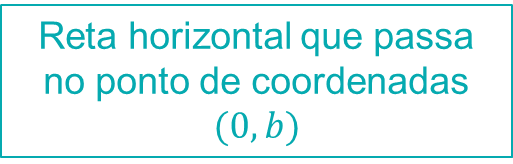 Reta horizontal que passa
no ponto de coordenadas
(0, b)